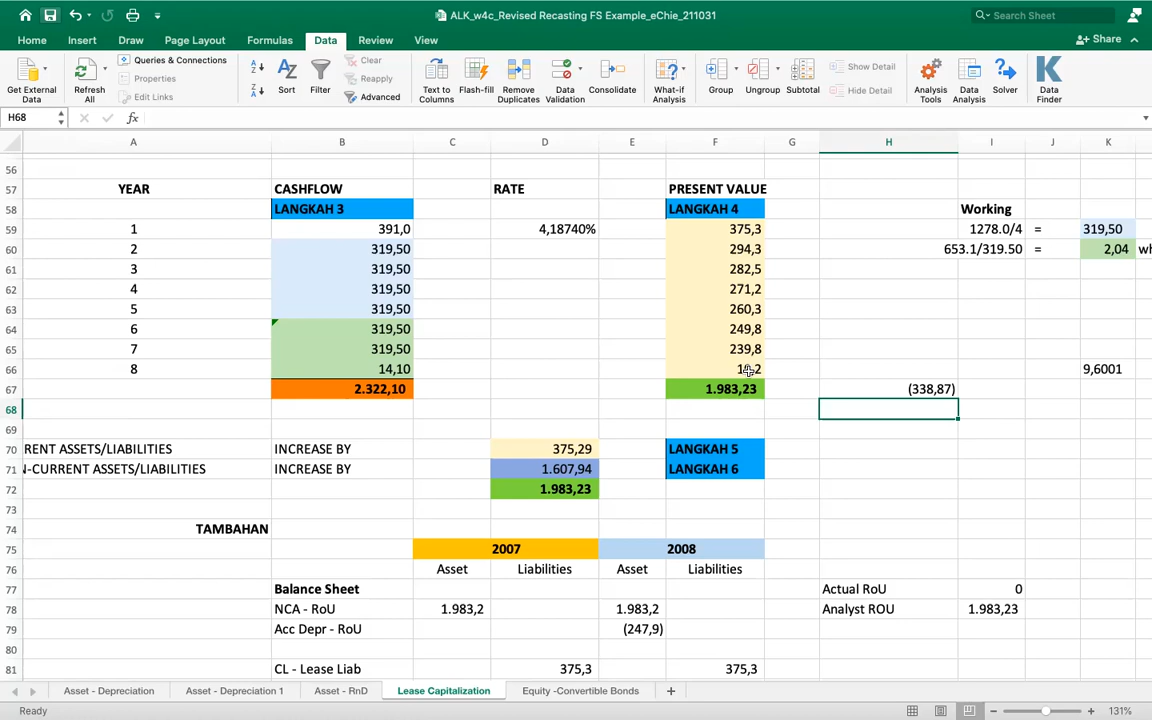 ALK_w4c_Revised Recasting FS Example_eChie_211031
Search Sheet
Home Insert Draw Page Layout Formulas Data Review View Share
Get External Data
Refresh All
Queries & Connections
Properties
Edit Links
Sort
Filter
Clear
Reapply
Advanced
Text to Columns
Flash-fill
Remove Duplicates
Data Validation
Consolidate
What-if Analysis
Group
Ungroup
Subtotal
Show Detail
Hide Detail
Analysis Tools
Data Analysis
Solver
Data Finder
H68 fx
A B C D E F G H I J K
56
57 YEAR CASHFLOW RATE PRESENT VALUE
58 LANGKAH 3 LANGKAH 4 Working
59 1 391,0 4,18740% 375,3 1278.0/4 = 319,50
60 2 319,50 294,3 653.1/319.50 = 2,04
61 3 319,50 282,5
62 4 319,50 271,2
63 5 319,50 260,3
64 6 319,50 249,8
65 7 319,50 239,8
66 8 14,10 9,6001
67 2.322,10 1.983,23 (338,87)
68
69
70 RENT ASSETS/LIABILITIES INCREASE BY 375,29 LANGKAH 5
71 N-CURRENT ASSETS/LIABILITIES INCREASE BY 1.607,94 LANGKAH 6
72 1.983,23
73
74 TAMBAHAN
75 2007 2008
76 Asset Liabilities Asset Liabilities
77 Balance Sheet Actual RoU 0
78 NCA - RoU 1.983,2 1.983,2 Analyst ROU 1.983,23
79 Acc Depr - RoU (247,9)
80
81 CL - Lease Liab 375,3 375,3
Asset - Depreciation Asset - Depreciation 1 Asset - RnD Lease Capitalization Equity -Convertible Bonds +
Ready 131%